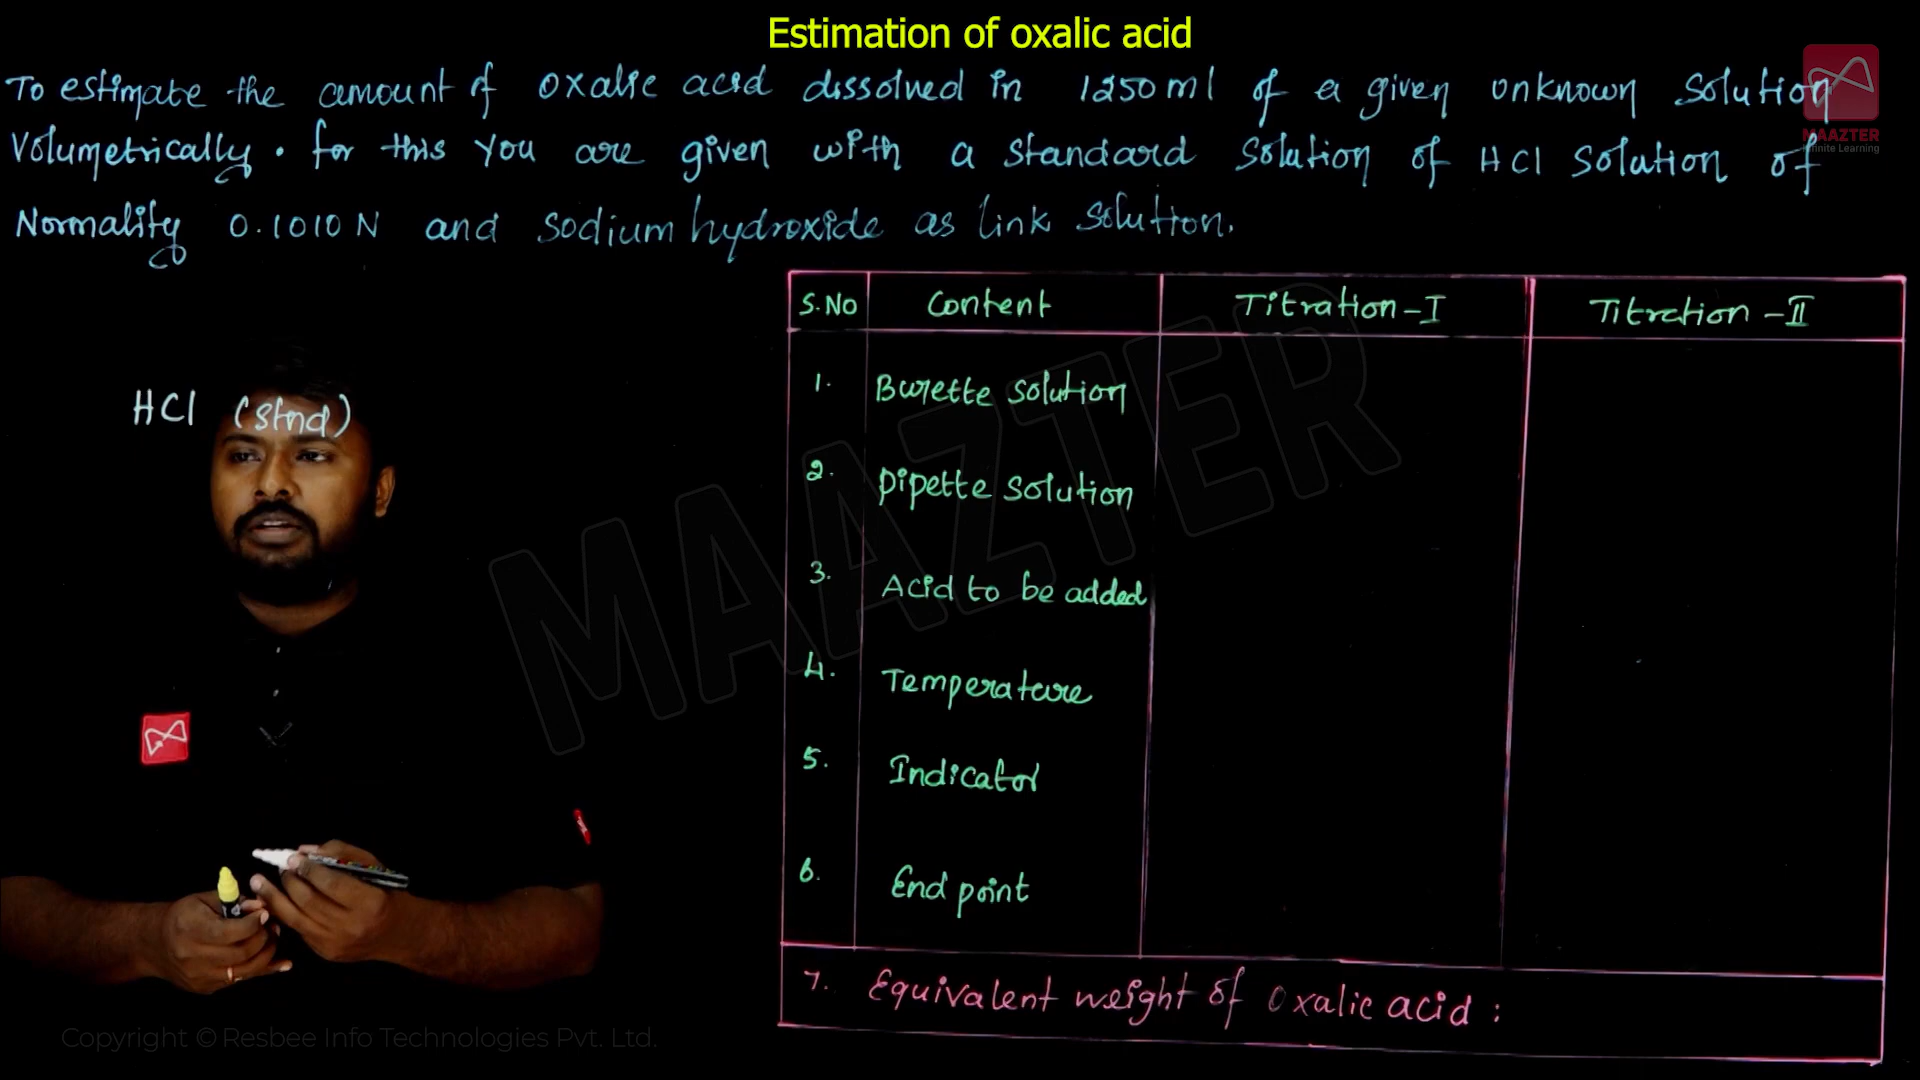 Estimation of oxalic acid
To estimate the amount of oxalic acid dissolved in 1250 ml of a given unknown solution
Volumetrically. for this you are given with a standard solution of HCl solution of
Normality 0.1010 N and sodium hydroxide as link solution.
MAAZTER
Infinite Learning
S.No Content Titration - I Titration - II
HCl (Stnd)
1. Burette solution
2. Pipette solution
3. Acid to be added
4. Temperature
5. Indicator
6. End point
7. Equivalent weight of Oxalic acid :
MAAZTER
Copyright © Resbee Info Technologies Pvt. Ltd.